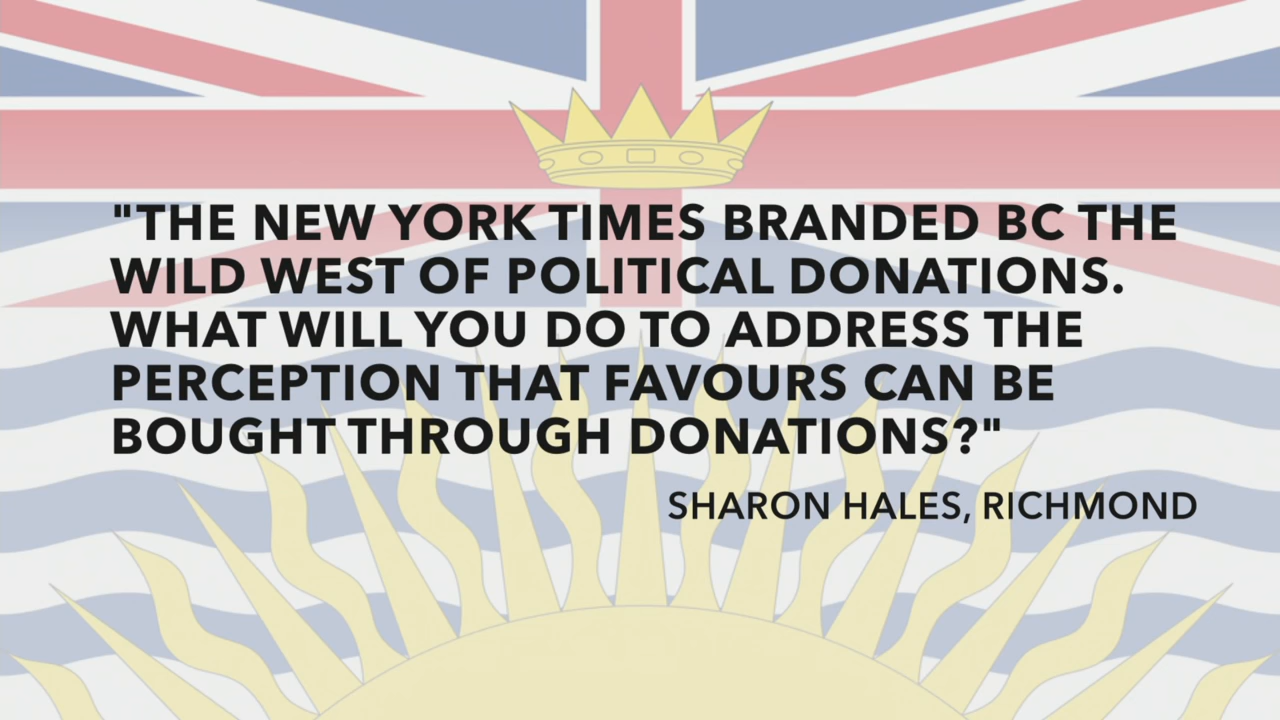 "THE NEW YORK TIMES BRANDED BC THE
WILD WEST OF POLITICAL DONATIONS.
WHAT WILL YOU DO TO ADDRESS THE
PERCEPTION THAT FAVOURS CAN BE
BOUGHT THROUGH DONATIONS?"
SHARON HALES, RICHMOND